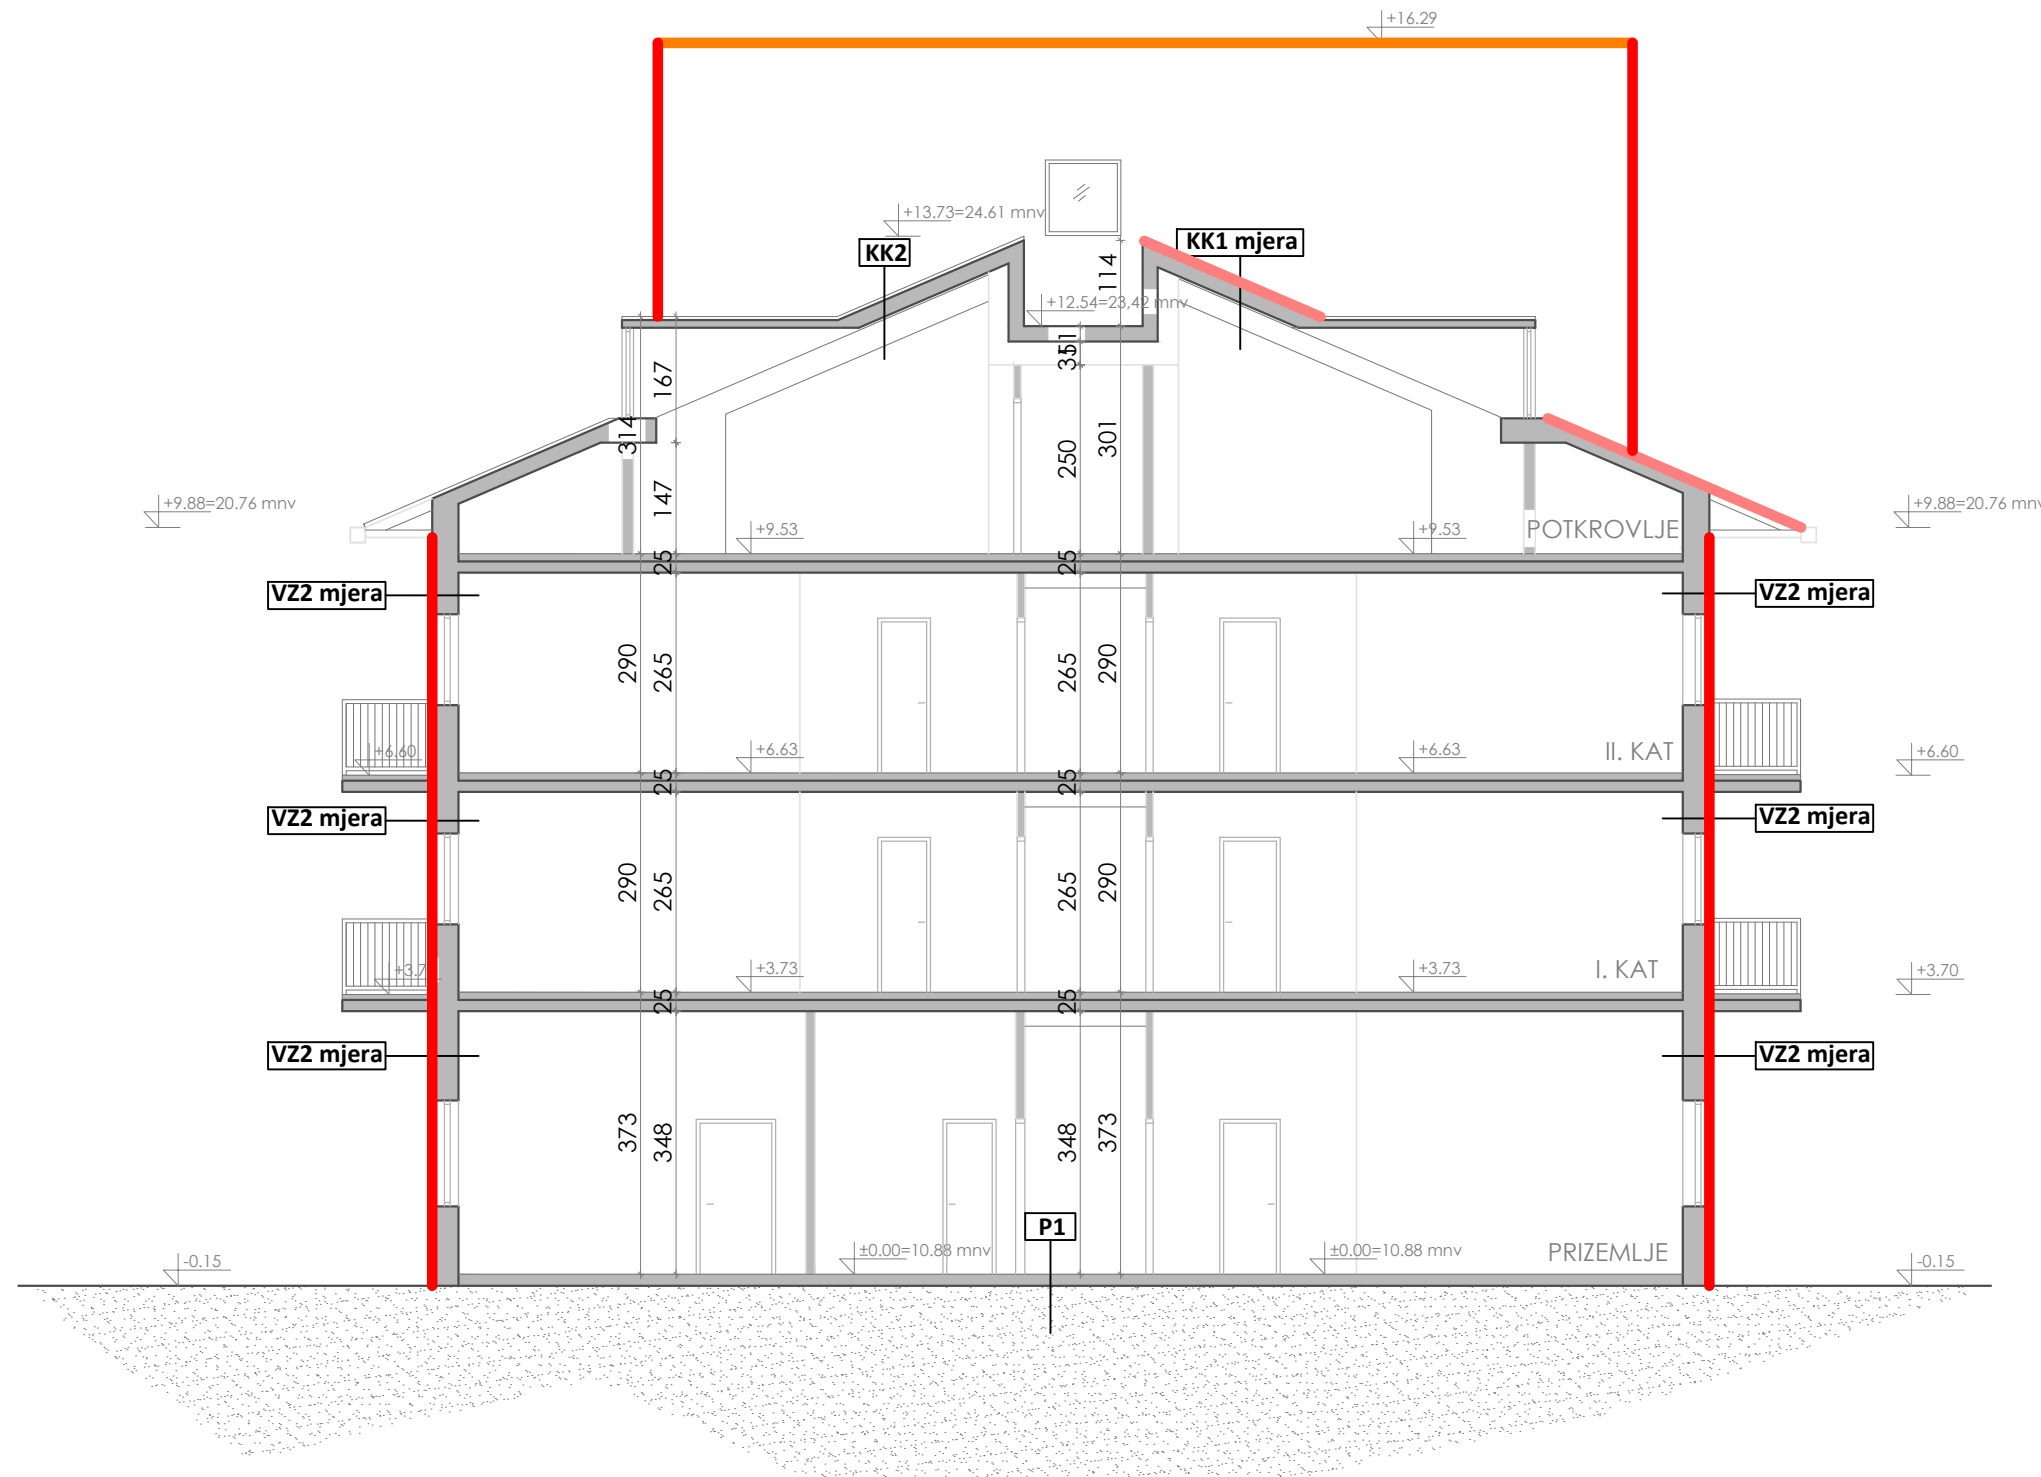 +16.29
+13.73=24.61 mnv
KK2
KK1 mjera
114
+12.54=23,42 mnv
351
167
314
250
301
147
+9.88=20.76 mnv
+9.88=20.76 mnv
+9.53
+9.53
POTKROVLJE
25
25
VZ2 mjera
VZ2 mjera
290
265
265
290
+6.60
+6.63
+6.63
II. KAT
+6.60
25
25
VZ2 mjera
VZ2 mjera
290
265
265
290
+3.7
+3.73
+3.73
I. KAT
+3.70
25
25
VZ2 mjera
VZ2 mjera
373
348
348
373
P1
-0.15
±0.00=10.88 mnv
±0.00=10.88 mnv
PRIZEMLJE
-0.15